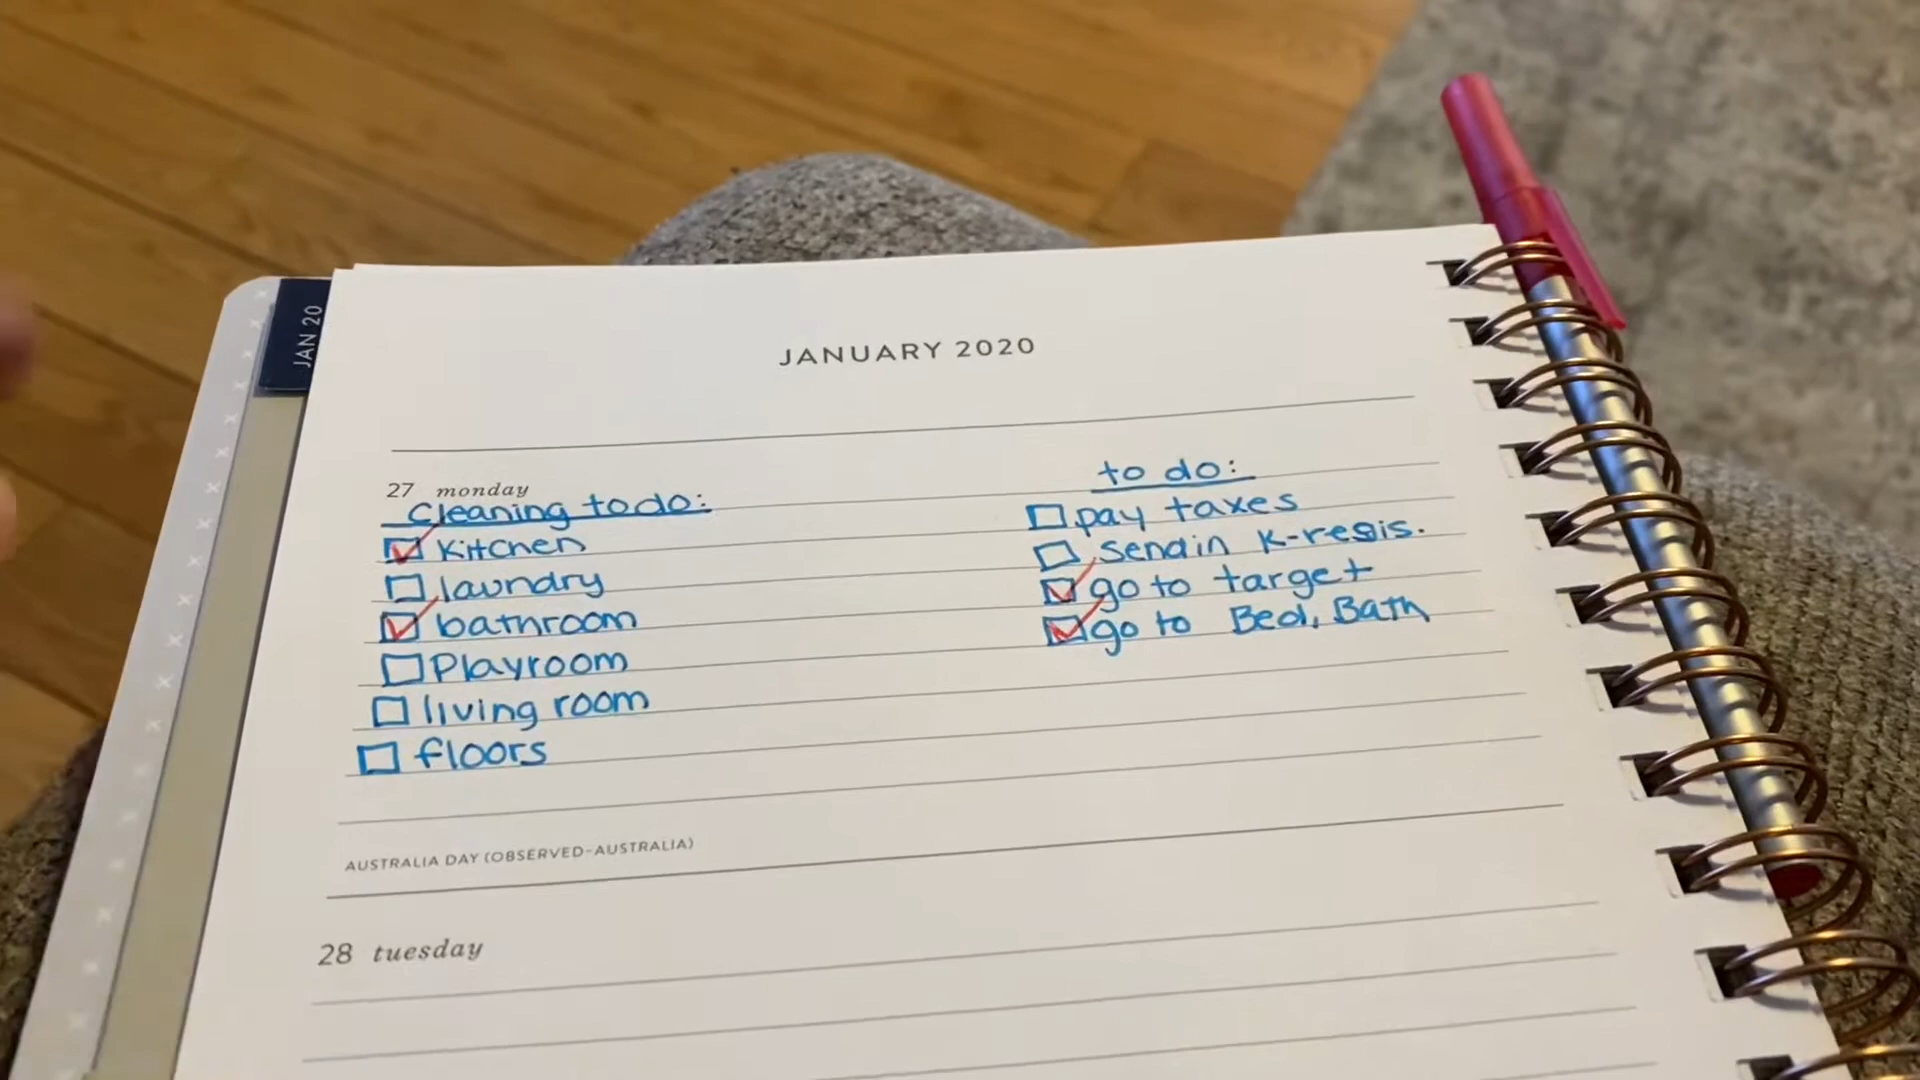 JAN 20
JANUARY 2020
27 monday
Cleaning to do:
Kitchen
laundry
bathroom
Playroom
living room
floors
to do:
pay taxes
send in K-regis.
go to target
go to Bed, Bath
AUSTRALIA DAY (OBSERVED-AUSTRALIA)
28 tuesday